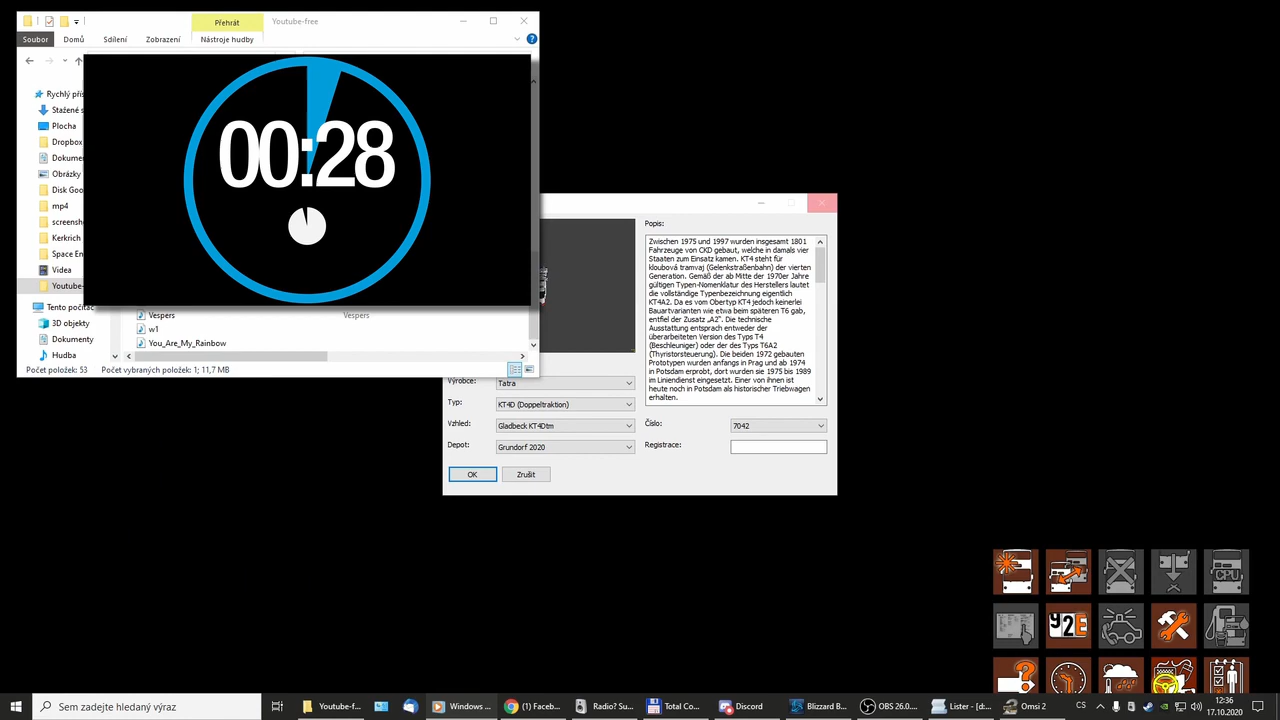 Přehrát
Youtube-free
Soubor
Domů
Sdílení
Zobrazení
Nástroje hudby
Rychlý přís
Stažené s
Plocha
Dropbox
Dokumen
Obrázky
Disk Goo
mp4
screensho
Kerkrich
Space En
Videa
Youtube-
Tento počítač
3D objekty
Dokumenty
Hudba
00:28
Vespers
Vespers
w1
You_Are_My_Rainbow
Počet položek: 53
Počet vybraných položek: 1; 11,7 MB
Popis:
Zwischen 1975 und 1997 wurden insgesamt 1801
Fahrzeuge von CKD gebaut, welche in damals vier
Staaten zum Einsatz kamen. KT4 steht für
kloubová tramvaj (Gelenkstraßenbahn) der vierten
Generation. Gemäß der ab Mitte der 1970er Jahre
gültigen Typen-Nomenklatur des Herstellers lautet
die vollständige Typenbezeichnung eigentlich
KT4A2. Da es vom Obertyp KT4 jedoch keinerlei
Bauartvarianten wie etwa beim späteren T6 gab,
entfiel der Zusatz „A2". Die technische
Ausstattung entsprach entweder der
überarbeiteten Version des Typs T4
(Beschleuniger) oder der des Typs T6A2
(Thyristorsteuerung). Die beiden 1972 gebauten
Prototypen wurden anfangs in Prag und ab 1974
in Potsdam erprobt, dort wurden sie 1975 bis 1989
im Liniendienst eingesetzt. Einer von ihnen ist
heute noch in Potsdam als historischer Triebwagen
erhalten.
Výrobce:
Tatra
Typ:
KT4D (Doppeltraktion)
Vzhled:
Gladbeck KT4Dtm
Číslo:
7042
Depot:
Grundorf 2020
Registrace:
OK
Zrušit
CPU
92E
Sem zadejte hledaný výraz
Youtube-f...
Windows ...
(1) Faceb...
Radio? Su...
Total Co...
Discord
Blizzard B...
OBS 26.0...
Lister - [d...
Omsi 2
12:36
17.10.2020